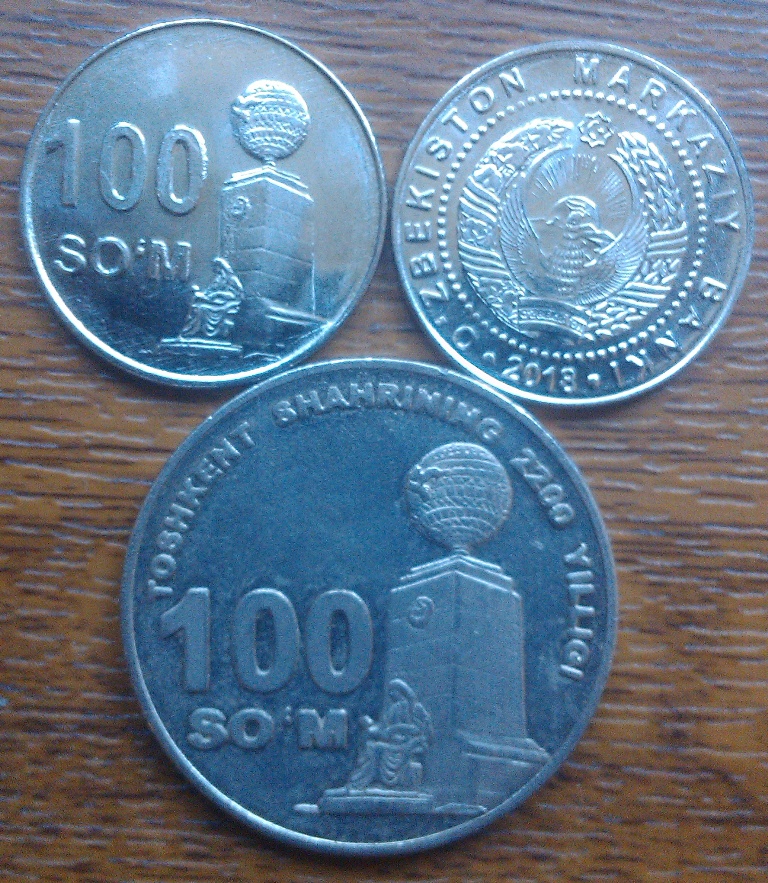 100
SO‘M
O‘ZBEKISTON MARKAZIY BANKI
2018
TOSHKENT SHAHRINING 2200 YILLIGI
100
SO‘M